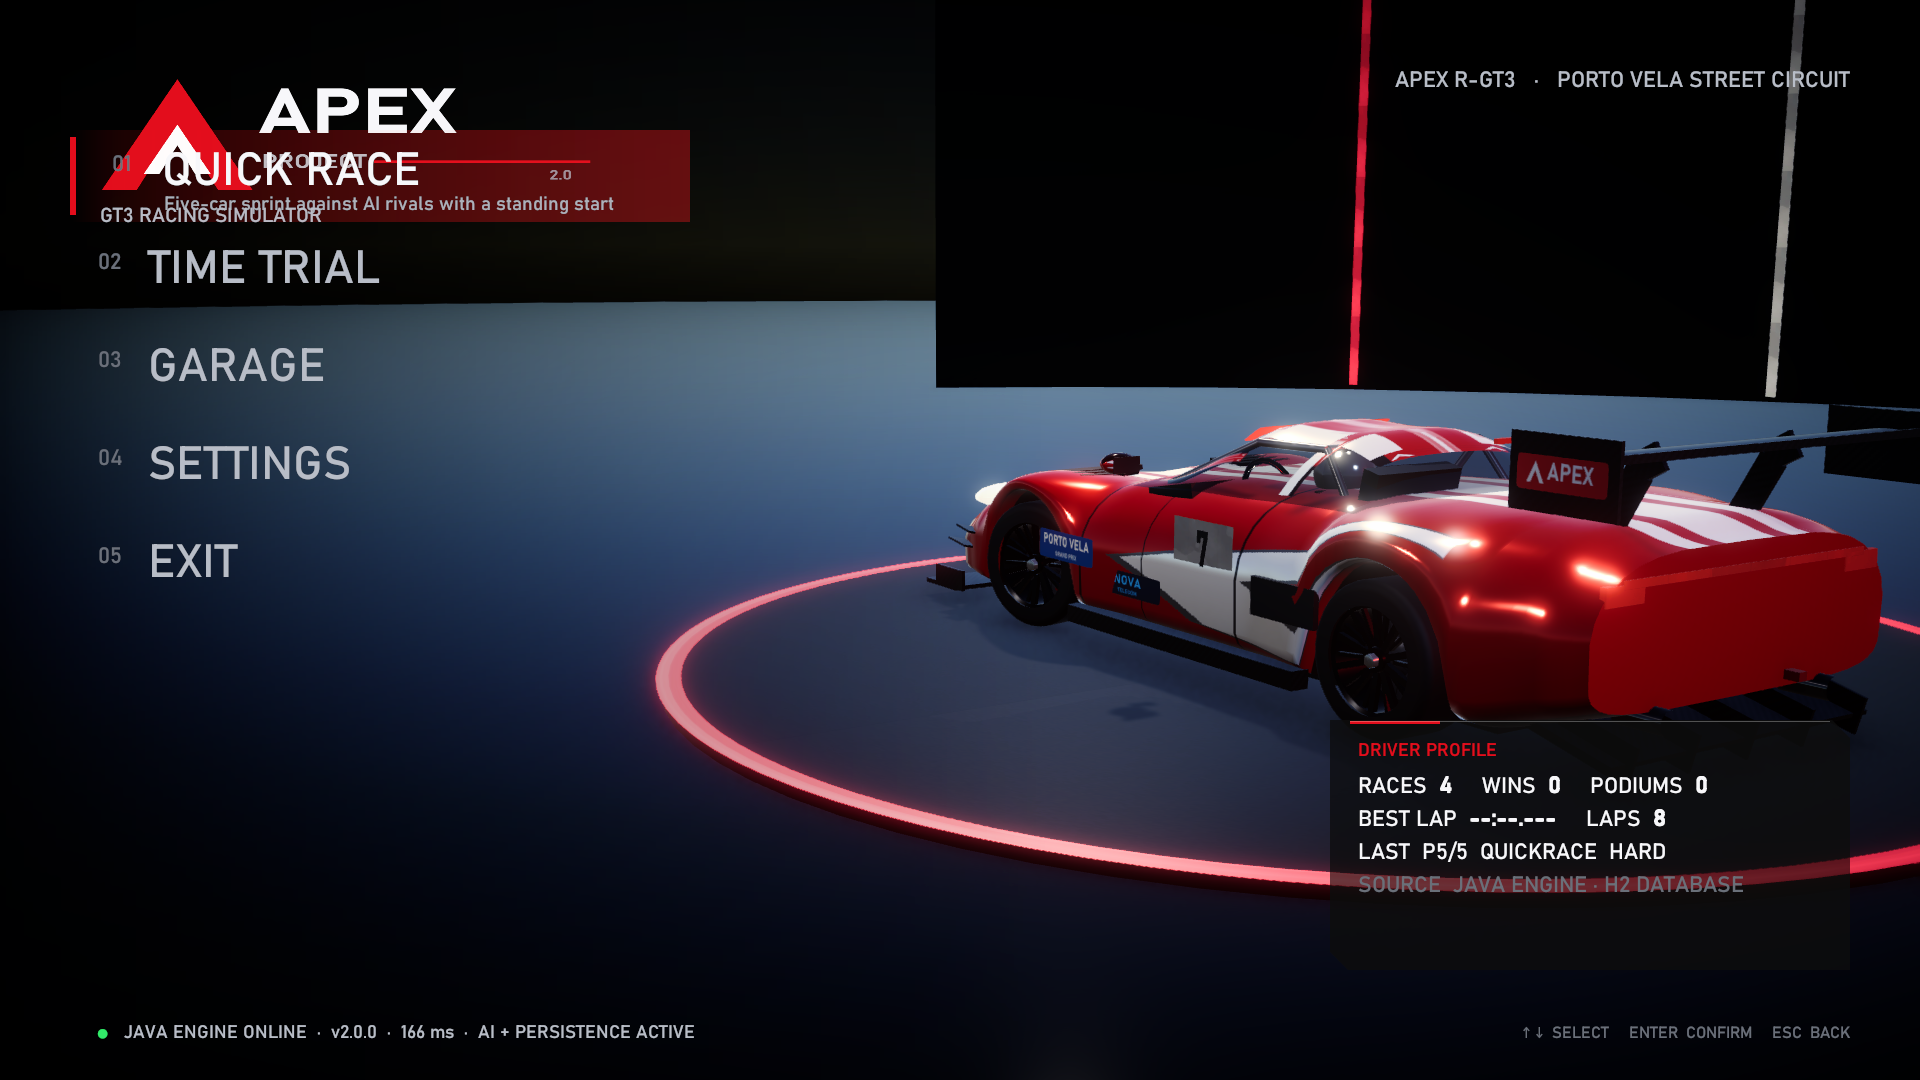 APEX
PROJECT
2.0
GT3 RACING SIMULATOR
APEX R-GT3 · PORTO VELA STREET CIRCUIT
01 QUICK RACE
Five-car sprint against AI rivals with a standing start
02 TIME TRIAL
03 GARAGE
04 SETTINGS
05 EXIT
APEX
PORTO VELA
GRAND PRIX
7
NOVA
DRIVER PROFILE
RACES 4 WINS 0 PODIUMS 0
BEST LAP --:--.--- LAPS 8
LAST P5/5 QUICKRACE HARD
SOURCE JAVA ENGINE · H2 DATABASE
JAVA ENGINE ONLINE · v2.0.0 · 166 ms · AI + PERSISTENCE ACTIVE
↑↓ SELECT ENTER CONFIRM ESC BACK